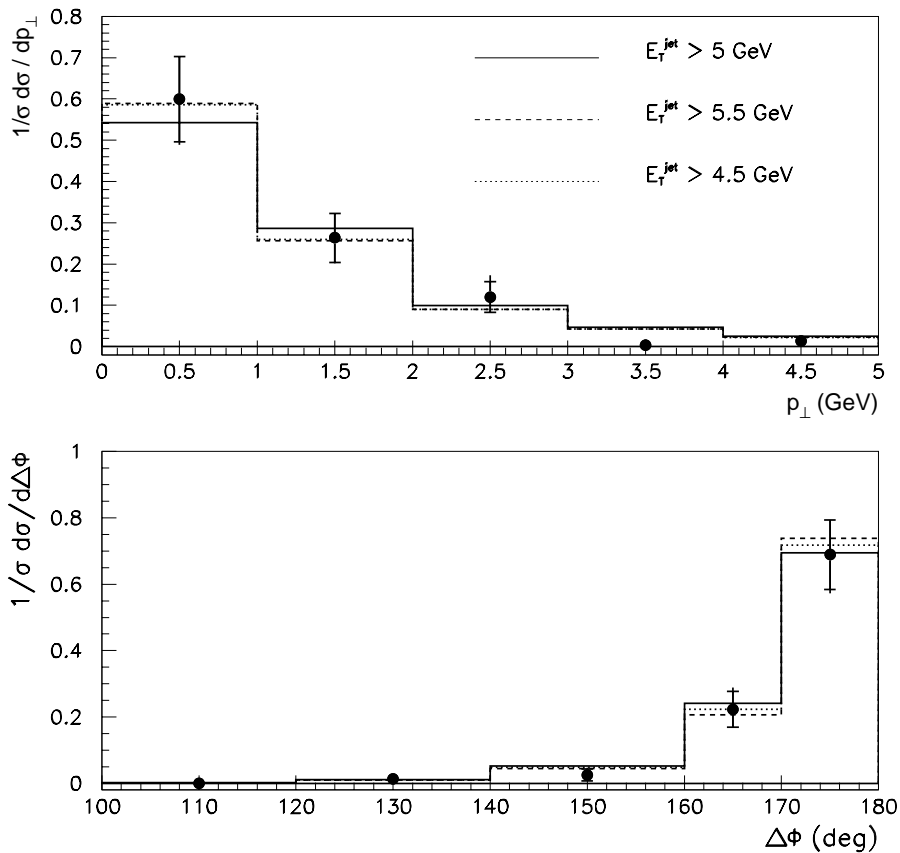 1/σ dσ / dp⊥
0.8
0.7
0.6
0.5
0.4
0.3
0.2
0.1
0
E_T^jet > 5 GeV
E_T^jet > 5.5 GeV
E_T^jet > 4.5 GeV
0 0.5 1 1.5 2 2.5 3 3.5 4 4.5 5
p⊥ (GeV)
1/σ dσ/dΔΦ
1
0.8
0.6
0.4
0.2
0
100 110 120 130 140 150 160 170 180
ΔΦ (deg)